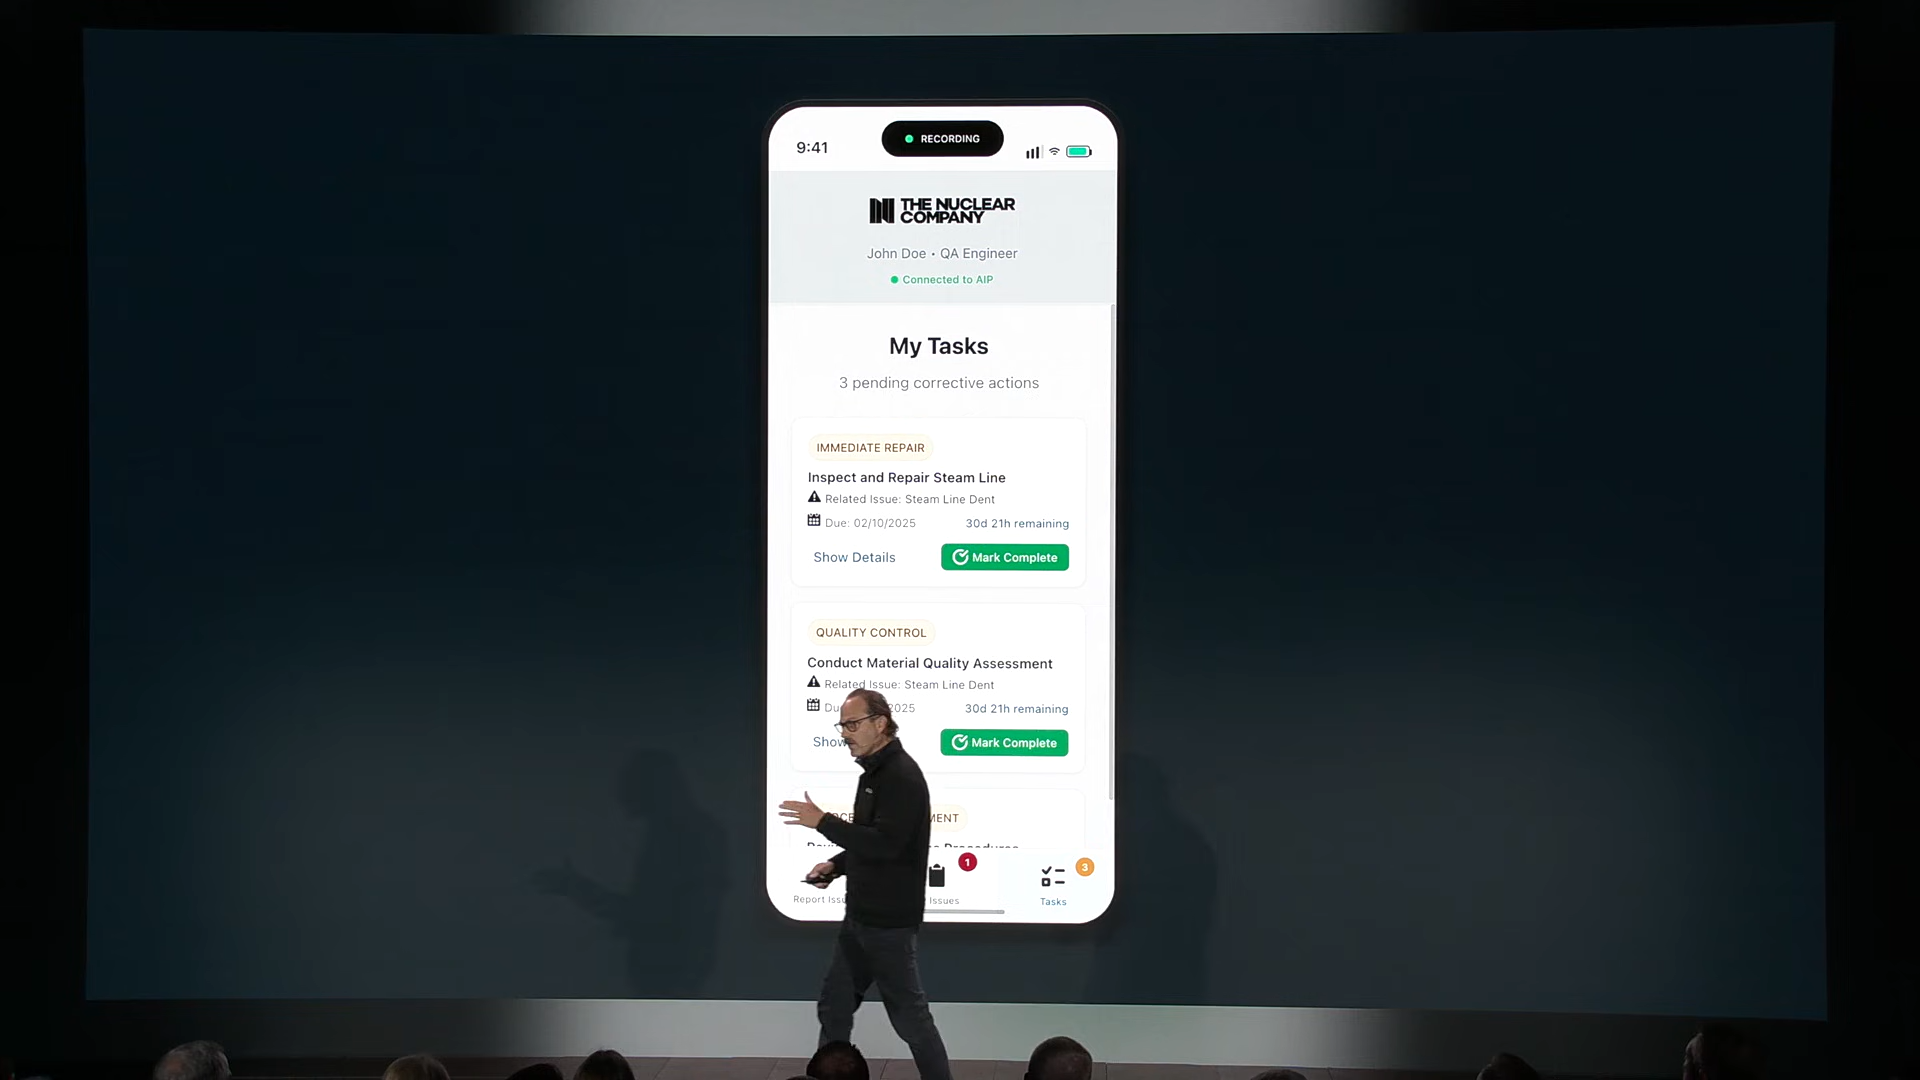 9:41
RECORDING
THE NUCLEAR
COMPANY
John Doe • QA Engineer
Connected to AIP
My Tasks
3 pending corrective actions
IMMEDIATE REPAIR
Inspect and Repair Steam Line
Related Issue: Steam Line Dent
Due: 02/10/2025
30d 21h remaining
Show Details
Mark Complete
QUALITY CONTROL
Conduct Material Quality Assessment
Related Issue: Steam Line Dent
2025
30d 21h remaining
Show
Mark Complete
1
3
Report
Issues
Tasks